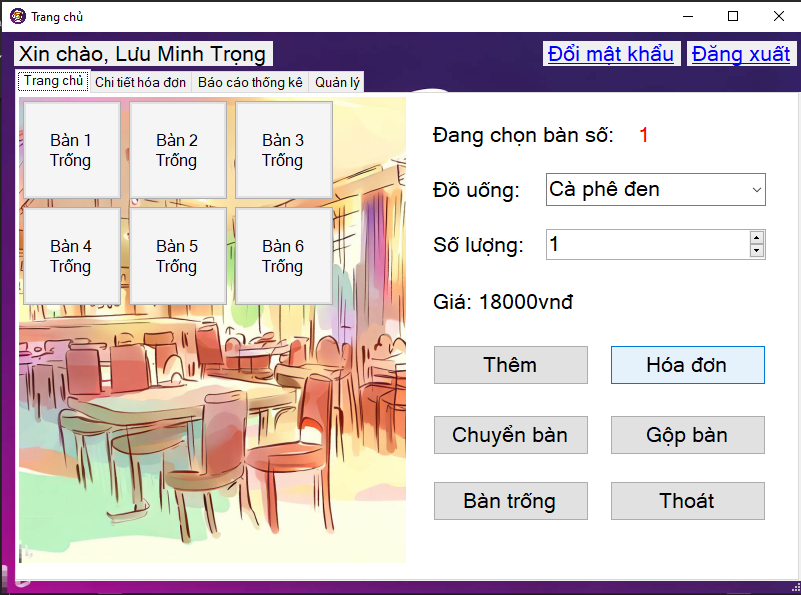 Trang chủ
Xin chào, Lưu Minh Trọng
Đổi mật khẩu
Đăng xuất
Trang chủ
Chi tiết hóa đơn
Báo cáo thống kê
Quản lý
Bàn 1
Trống
Bàn 2
Trống
Bàn 3
Trống
Bàn 4
Trống
Bàn 5
Trống
Bàn 6
Trống
Đang chọn bàn số: 1
Đồ uống: Cà phê đen
Số lượng: 1
Giá: 18000vnđ
Thêm
Hóa đơn
Chuyển bàn
Gộp bàn
Bàn trống
Thoát